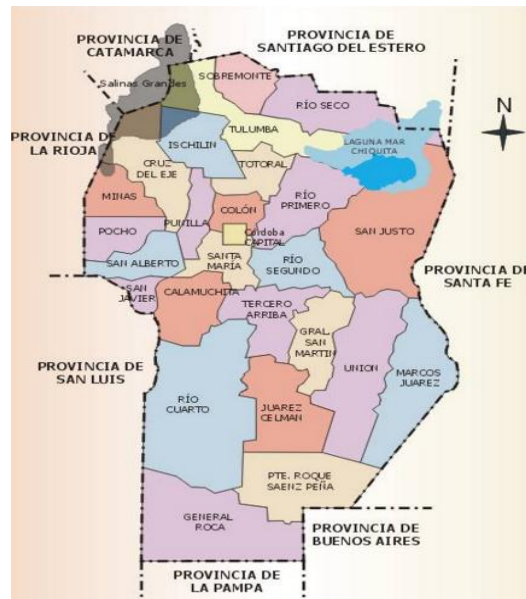 PROVINCIA DE
CATAMARCA
PROVINCIA DE
SANTIAGO DEL ESTERO
Salinas Grandes
SOBREMONTE
RÍO SECO
N
PROVINCIA DE
LA RIOJA
TULUMBA
ISCHILIN
LAGUNA MAR
CHIQUITA
CRUZ
DEL EJE
TOTORAL
MINAS
RÍO
PRIMERO
COLÓN
PUNILLA
POCHO
Córdoba
CAPITAL
SAN JUSTO
SAN ALBERTO
SANTA
MARÍA
RÍO
SEGUNDO
PROVINCIA DE
SANTA FE
SAN
JAVIER
CALAMUCHITA
TERCERO
ARRIBA
GRAL.
SAN
MARTIN
PROVINCIA DE
SAN LUIS
UNION
MARCOS
JUAREZ
RÍO
CUARTO
JUAREZ
CELMAN
PTE. ROQUE
SAENZ PEÑA
GENERAL
ROCA
PROVINCIA DE
BUENOS AIRES
PROVINCIA DE
LA PAMPA